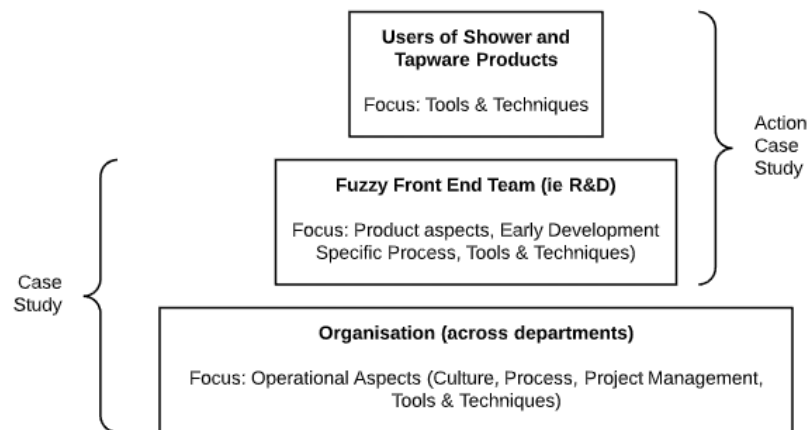 Users of Shower and
Tapware Products
Focus: Tools & Techniques
Action
Case
Study
Fuzzy Front End Team (ie R&D)
Focus: Product aspects, Early Development
Specific Process, Tools & Techniques)
Case
Study
Organisation (across departments)
Focus: Operational Aspects (Culture, Process, Project Management,
Tools & Techniques)